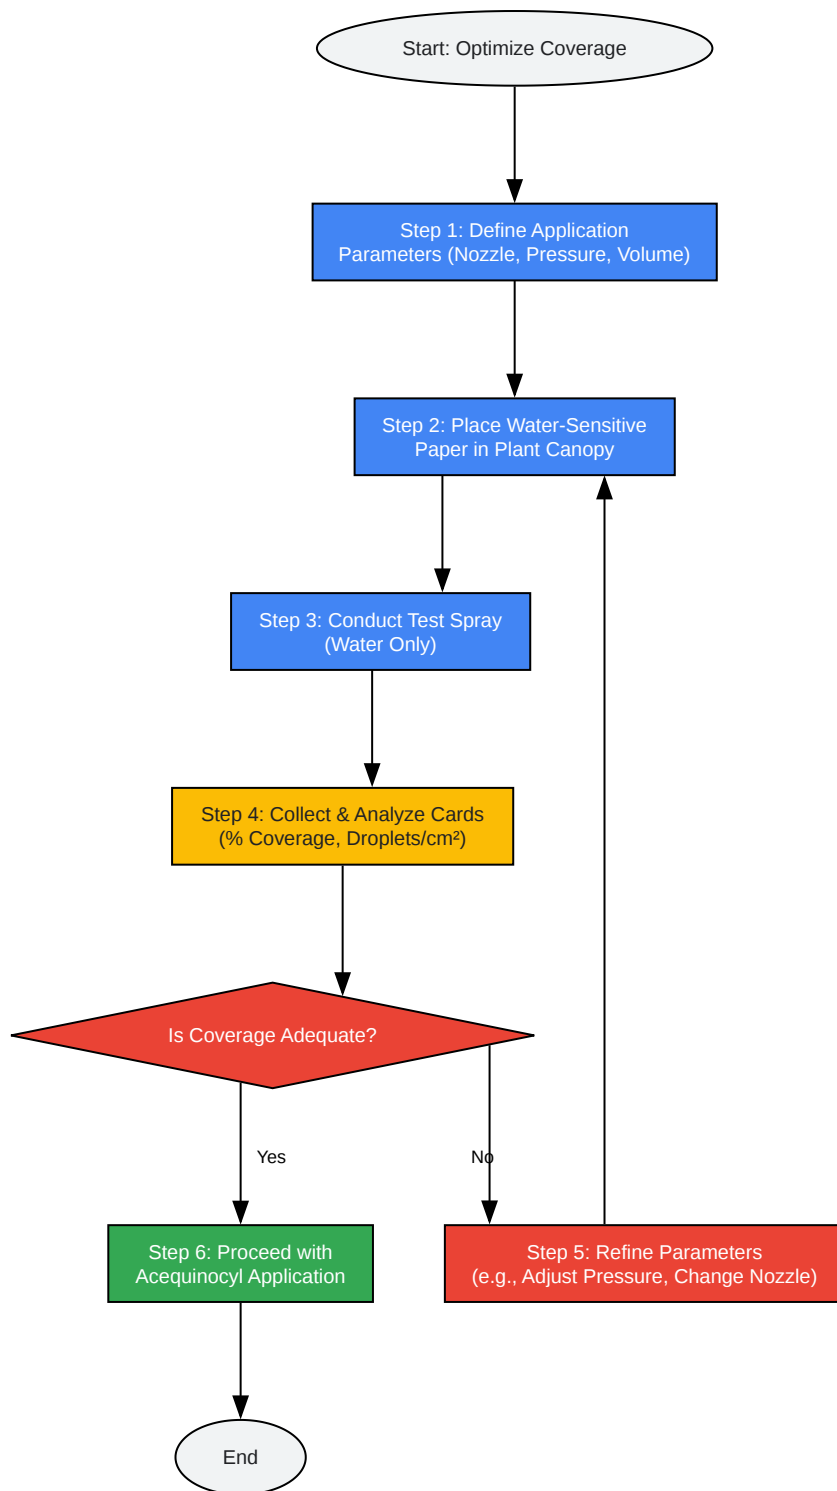 Start: Optimize Coverage
Step 1: Define Application
Parameters (Nozzle, Pressure, Volume)
Step 2: Place Water-Sensitive
Paper in Plant Canopy
Step 3: Conduct Test Spray
(Water Only)
Step 4: Collect & Analyze Cards
(% Coverage, Droplets/cm²)
Is Coverage Adequate?
Yes
No
Step 6: Proceed with
Acequinocyl Application
Step 5: Refine Parameters
(e.g., Adjust Pressure, Change Nozzle)
End